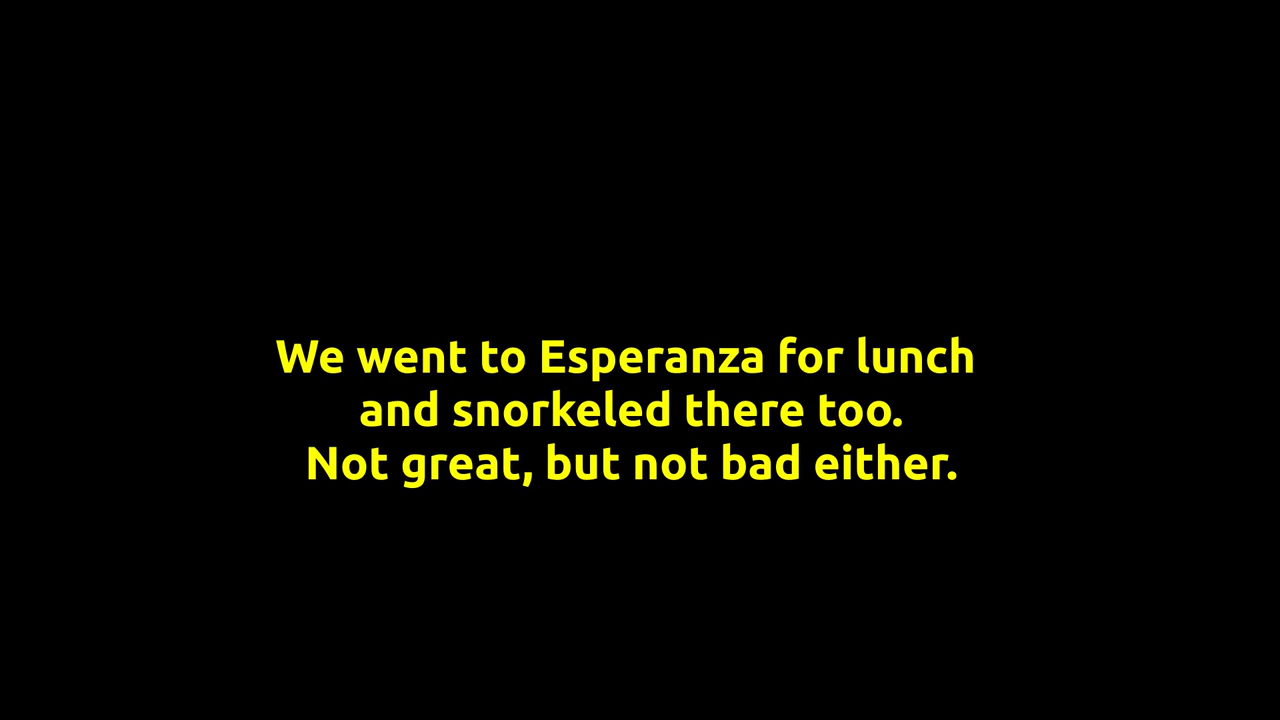 We went to Esperanza for lunch
and snorkeled there too.
Not great, but not bad either.